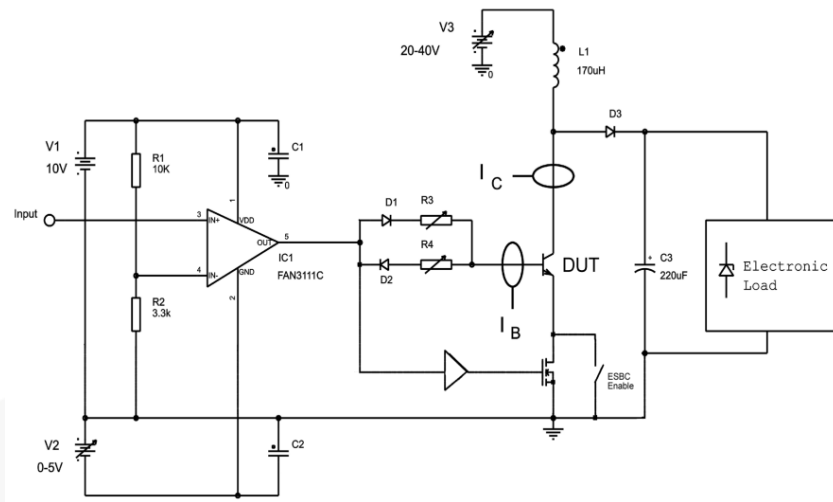 V3
20-40V
0
L1
170uH
D3
V1
10V
R1
10K
C1
0
I C
Input
3
IN+
1
VDD
OUT
5
D1
R3
4
IN-
GND
IC1
FAN3111C
R4
D2
DUT
C3
220uF
Electronic
Load
R2
3.3k
2
I B
ESBC
Enable
V2
0-5V
C2